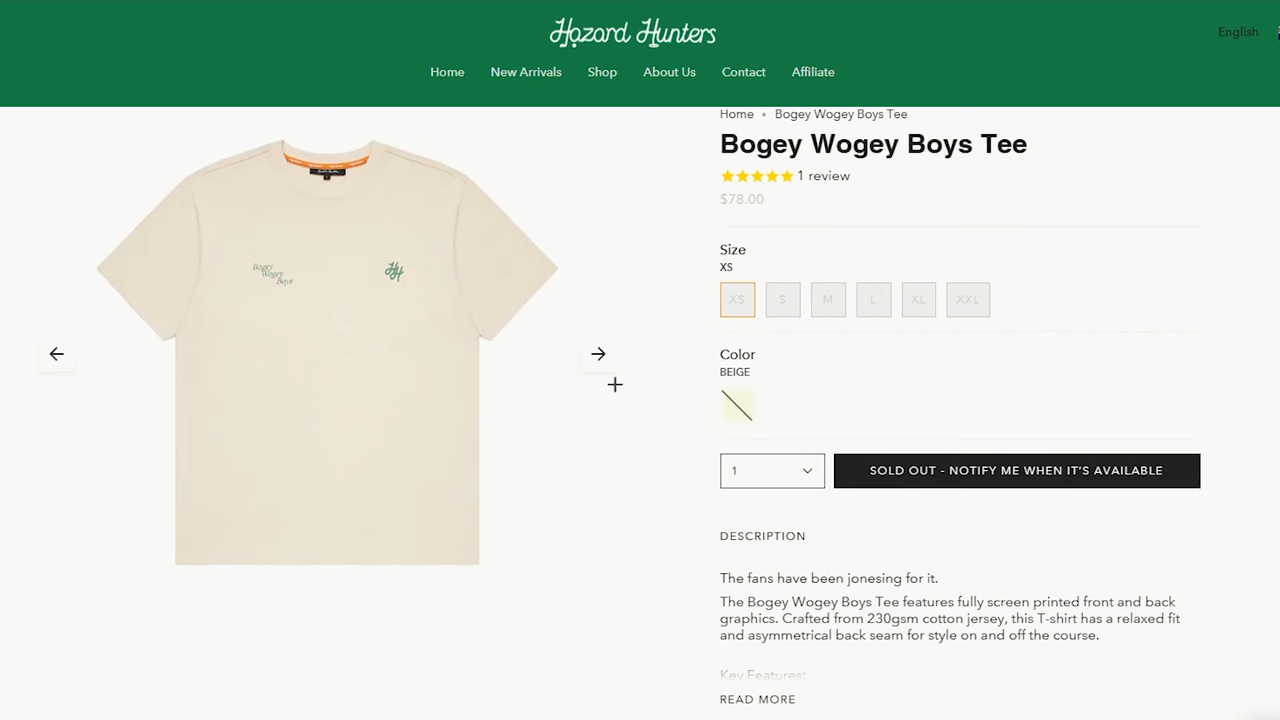 Hazard Hunters
English
Home New Arrivals Shop About Us Contact Affiliate
Home • Bogey Wogey Boys Tee
Bogey Wogey Boys Tee
1 review
$78.00
Size
XS
XS S M L XL XXL
Color
BEIGE
1
SOLD OUT - NOTIFY ME WHEN IT'S AVAILABLE
DESCRIPTION
The fans have been jonesing for it.
The Bogey Wogey Boys Tee features fully screen printed front and back
graphics. Crafted from 230gsm cotton jersey, this T-shirt has a relaxed fit
and asymmetrical back seam for style on and off the course.
Key Features:
READ MORE
Bogey
Wogey
Boys
HH